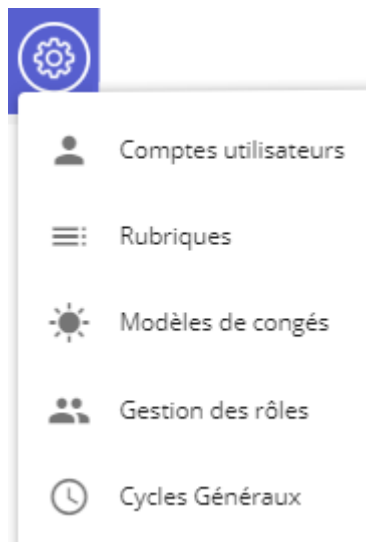 Comptes utilisateurs
Rubriques
Modèles de congés
Gestion des rôles
Cycles Généraux